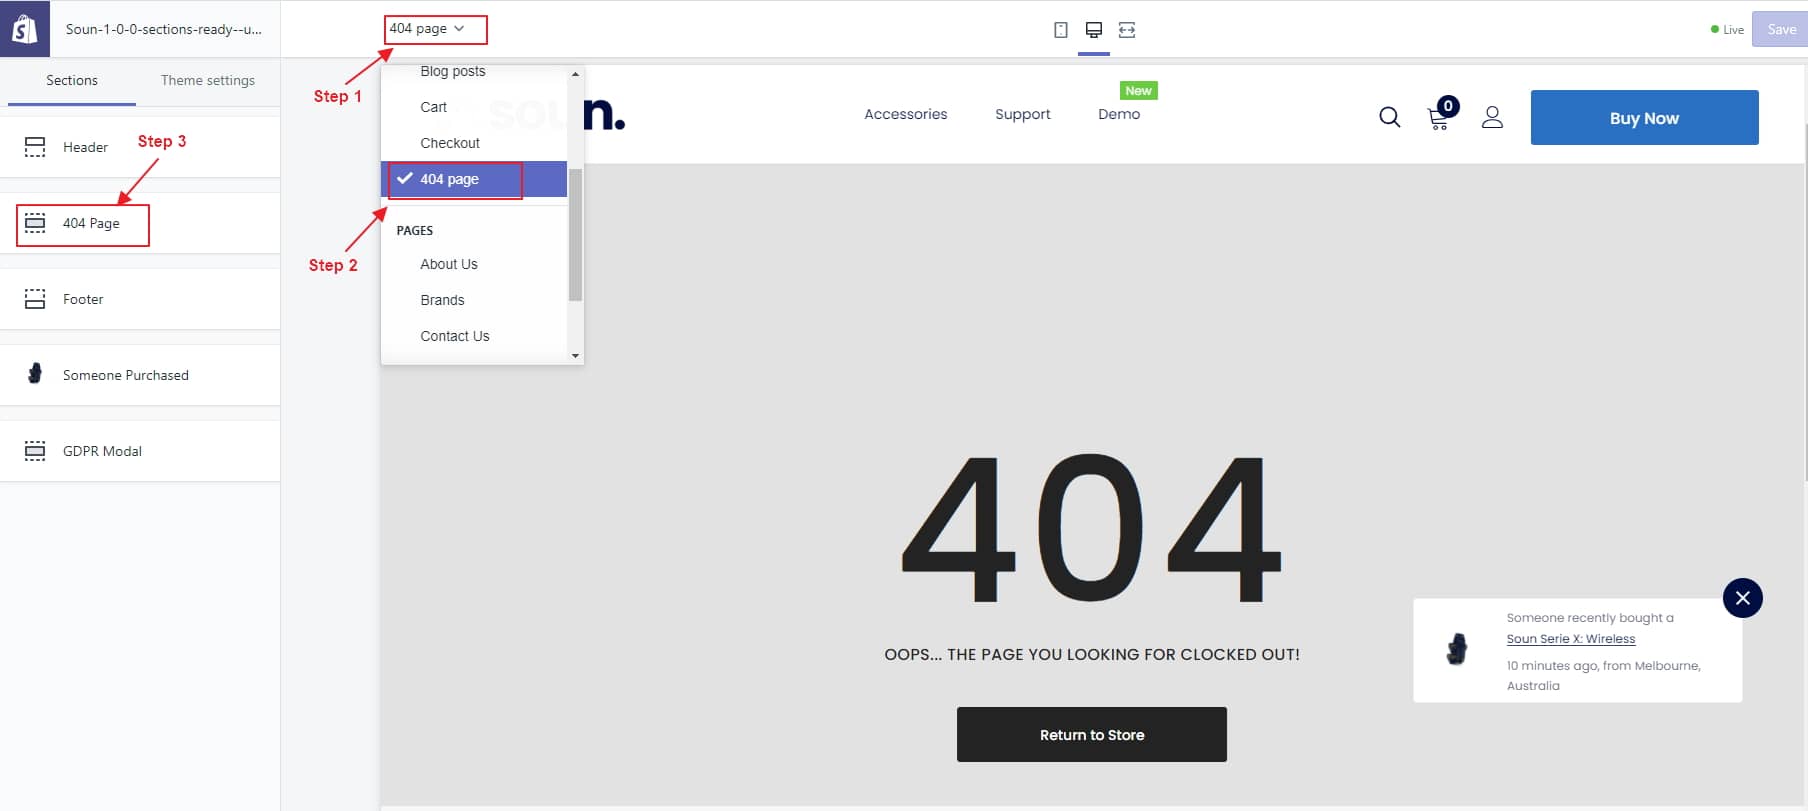 Soun-1-0-0-sections-ready--u...
404 page
Live
Save
Sections
Theme settings
Step 1
Header
Step 3
404 Page
Footer
Someone Purchased
GDPR Modal
Blog posts
Cart
Checkout
404 page
Step 2
PAGES
About Us
Brands
Contact Us
soun.
Accessories
Support
New
Demo
0
Buy Now
404
OOPS... THE PAGE YOU LOOKING FOR CLOCKED OUT!
Return to Store
Someone recently bought a
Soun Serie X: Wireless
10 minutes ago, from Melbourne,
Australia